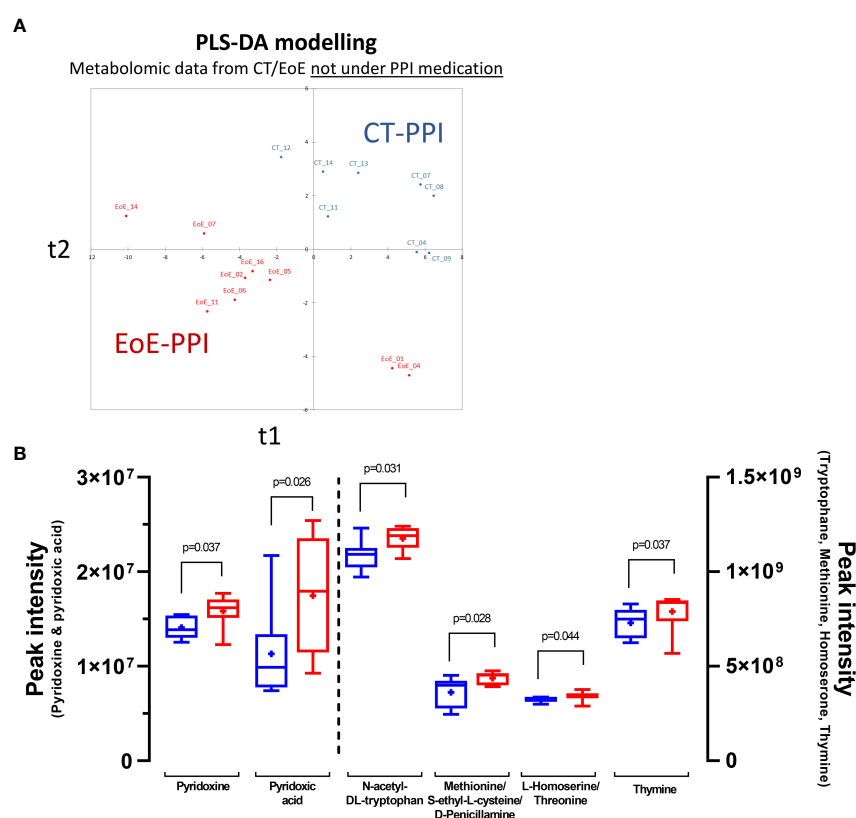 A
PLS-DA modelling
Metabolomic data from CT/EoE not under PPI medication
6
CT-PPI
CT_12
4
CT_14
CT_13
CT_07
CT_08
2
EoE_14
CT_11
EoE_07
CT_04
t2
12
-10
-8
-6
-4
-2
0
2
4
6
8
CT_09
EoE_16
EoE_02
EoE_05
EoE_06
-2
EoE_11
EoE-PPI
-4
EoE_01
EoE_04
-6
t1
B
3×10⁷
2×10⁷
1×10⁷
0
Peak intensity
(Pyridoxine & pyridoxic acid)
p=0.037
p=0.026
p=0.031
p=0.028
p=0.044
p=0.037
1.5×10⁹
1×10⁹
5×10⁸
0
Peak intensity
(Tryptophane, Methionine, Homoserone, Thymine)
Pyridoxine
Pyridoxic
acid
N-acetyl-
DL-tryptophan
Methionine/
S-ethyl-L-cysteine/
D-Penicillamine
L-Homoserine/
Threonine
Thymine